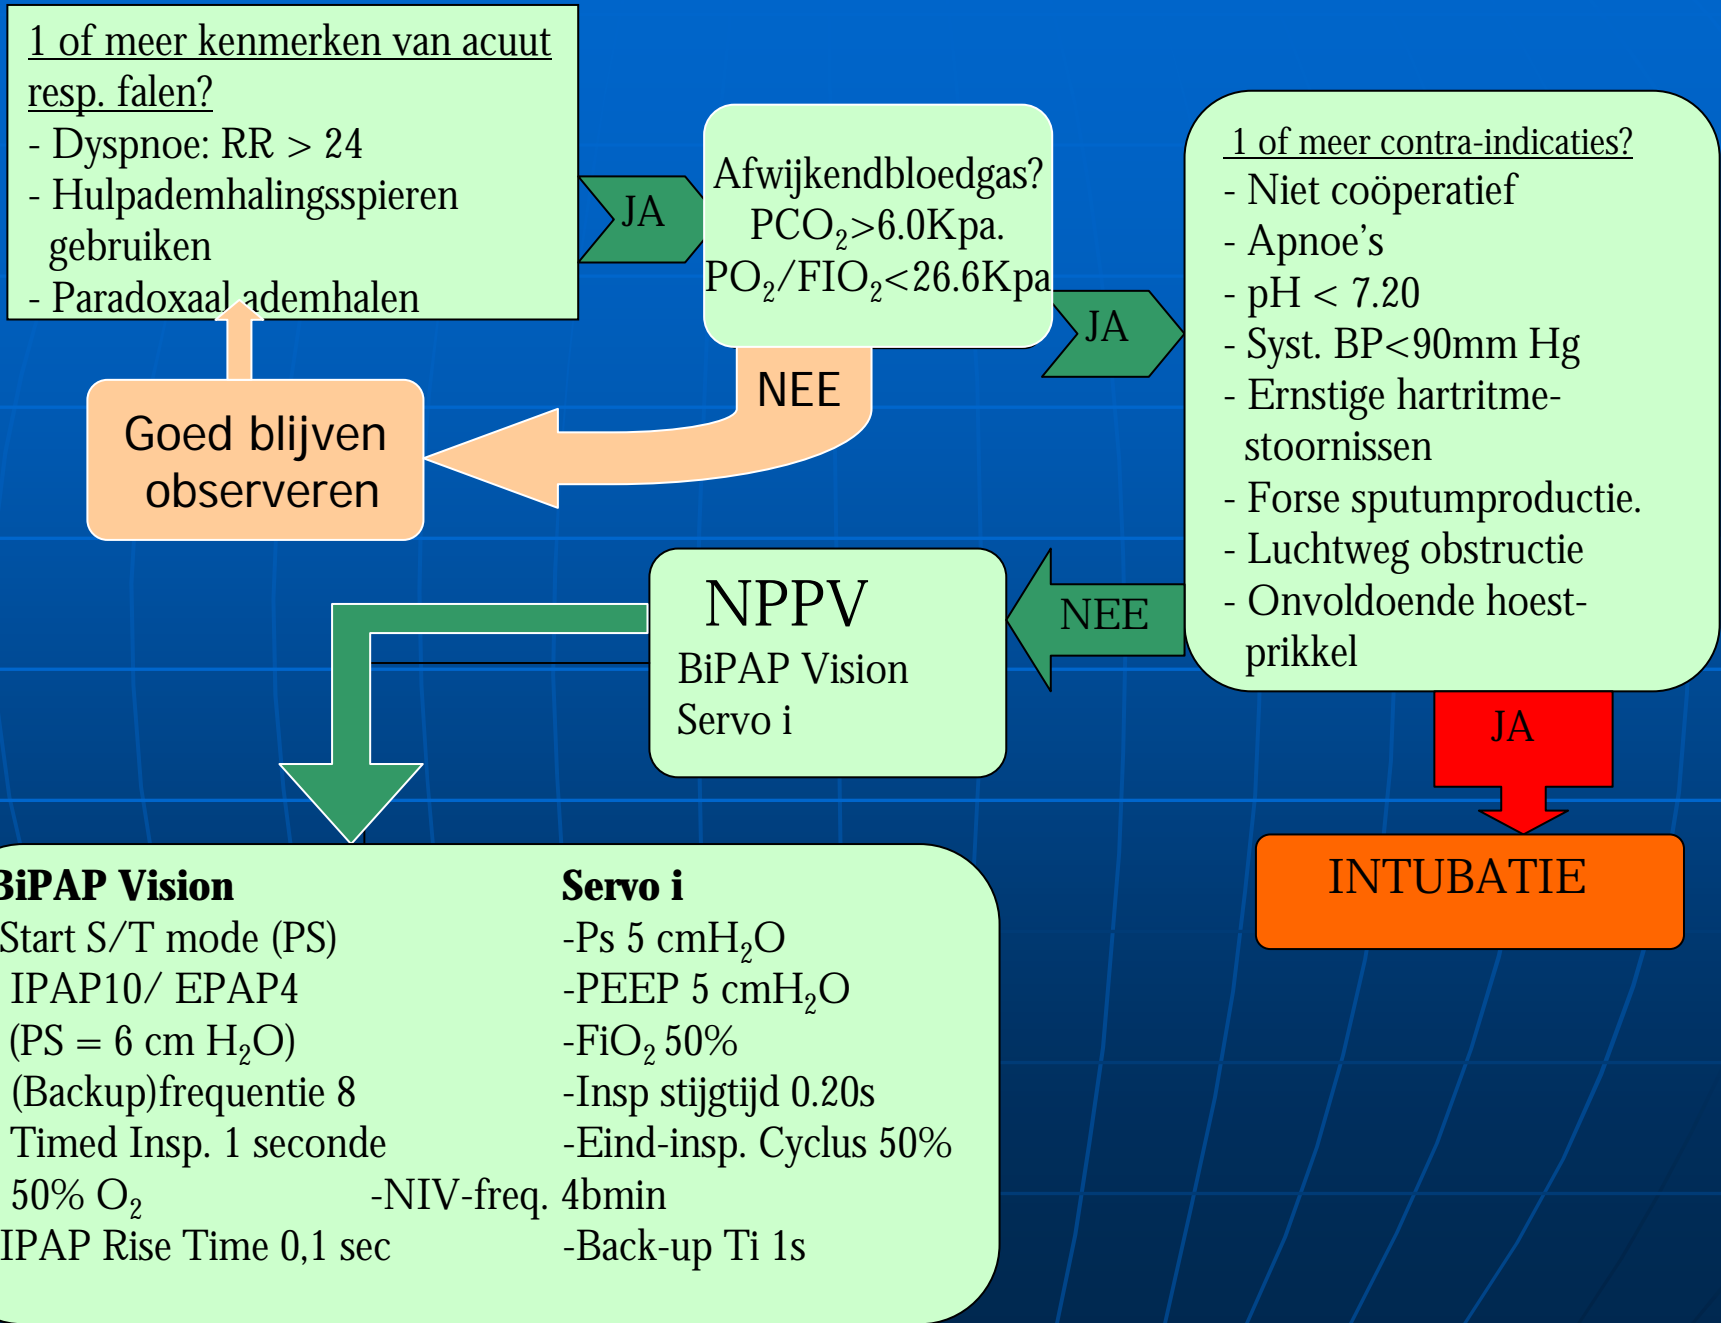 1 of meer kenmerken van acuut
resp. falen?
- Dyspnoe: RR > 24
- Hulpademhalingsspieren
gebruiken
- Paradoxaal ademhalen
JA
Afwijkendbloedgas?
PCO₂>6.0Kpa.
PO₂/FIO₂<26.6Kpa
JA
NEE
Goed blijven
observeren
1 of meer contra-indicaties?
- Niet coöperatief
- Apnoe's
- pH < 7.20
- Syst. BP<90mm Hg
- Ernstige hartritme-
stoornissen
- Forse sputumproductie.
- Luchtweg obstructie
- Onvoldoende hoest-
prikkel
NEE
NPPV
BiPAP Vision
Servo i
JA
INTUBATIE
BiPAP Vision
Start S/T mode (PS)
IPAP10/ EPAP4
(PS = 6 cm H₂O)
(Backup)frequentie 8
Timed Insp. 1 seconde
50% O₂
IPAP Rise Time 0,1 sec
Servo i
-Ps 5 cmH₂O
-PEEP 5 cmH₂O
-FiO₂ 50%
-Insp stijgtijd 0.20s
-Eind-insp. Cyclus 50%
-NIV-freq. 4bmin
-Back-up Ti 1s